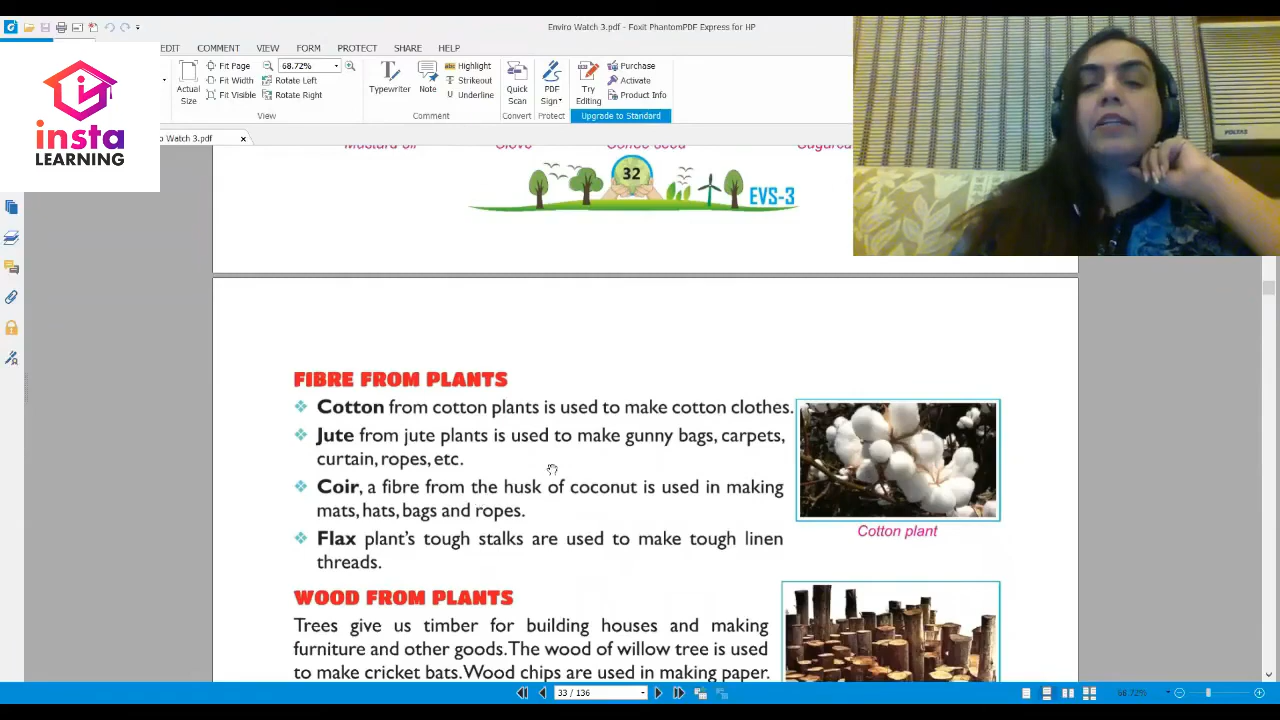 Enviro Watch 3.pdf - Foxit PhantomPDF Express for HP
EDIT COMMENT VIEW FORM PROTECT SHARE HELP
Fit Page
68.72%
Rotate Left
Fit Width
Rotate Right
Fit Visible
Actual Size
View
Typewriter
Note
Highlight
Strikeout
Under
Comment
Quick Scan
Convert
PDF Sign
Protect
Try Editing
Purchase
Activate
Product Info
Upgrade to Standard
insta
LEARNING
Watch 3.pdf
Mustard oil Clove Coffee seed
32
EVS-3
VOLTAS
FIBRE FROM PLANTS
❖ Cotton from cotton plants is used to make cotton clothes.
❖ Jute from jute plants is used to make gunny bags, carpets,
curtain, ropes, etc.
❖ Coir, a fibre from the husk of coconut is used in making
mats, hats, bags and ropes.
❖ Flax plant's tough stalks are used to make tough linen
threads.
Cotton plant
WOOD FROM PLANTS
Trees give us timber for building houses and making
furniture and other goods. The wood of willow tree is used
to make cricket bats. Wood chips are used in making paper.
33 / 136
68.72%